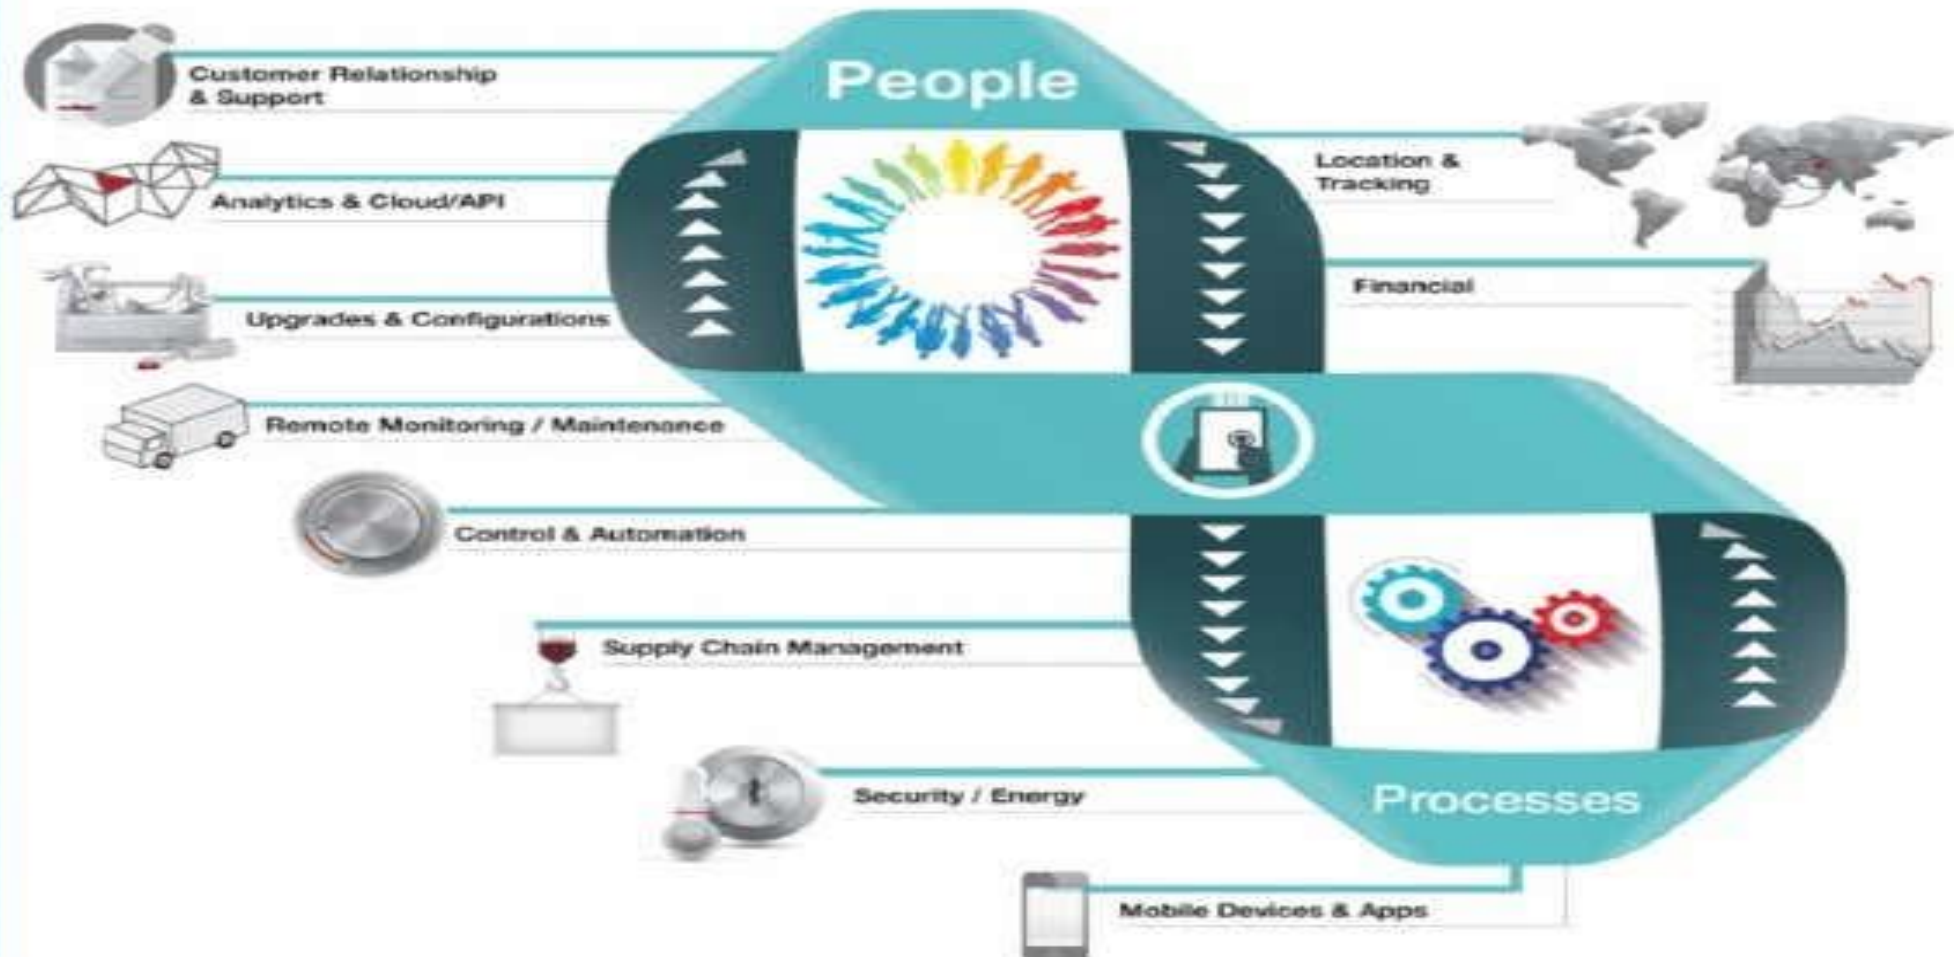 People
Customer Relationship
& Support
Analytics & Cloud/API
Upgrades & Configurations
Remote Monitoring / Maintenance
Control & Automation
Supply Chain Management
Security / Energy
Mobile Devices & Apps
Location &
Tracking
Financial
Processes